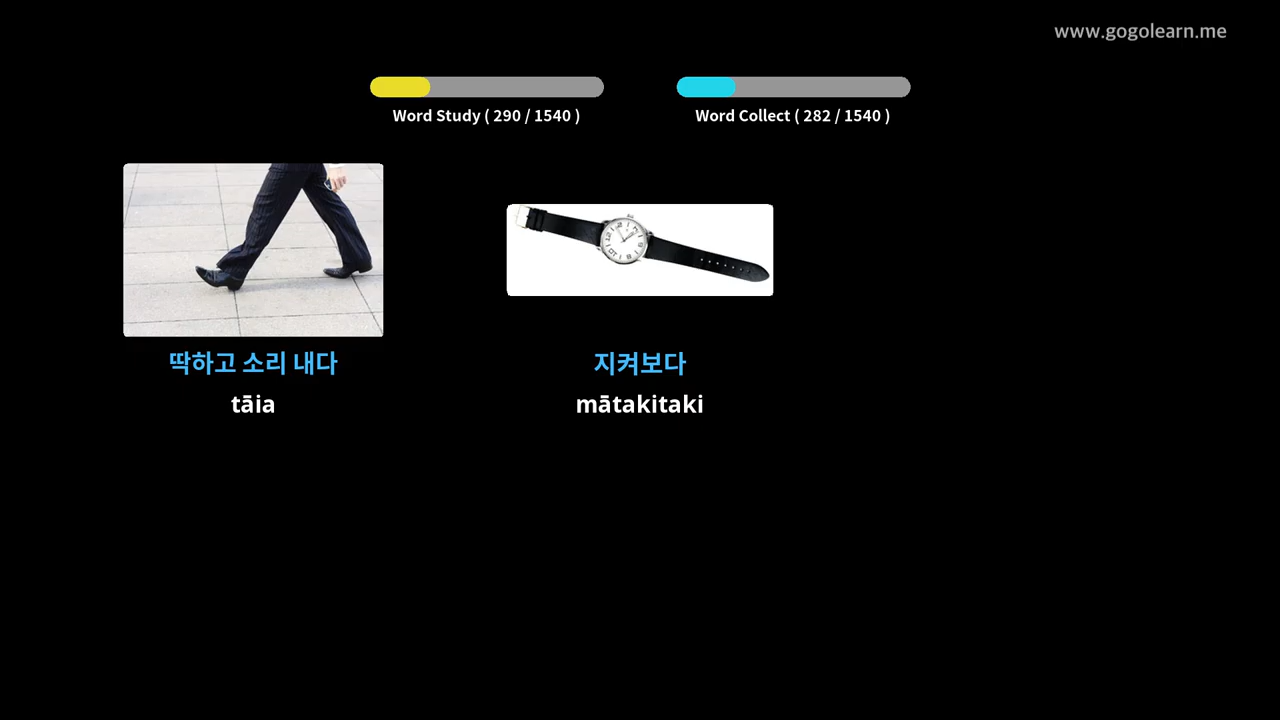 www.gogolearn.me
Word Study ( 290 / 1540 )
Word Collect ( 282 / 1540 )
딱하고 소리 내다
tāia
지켜보다
mātakitaki